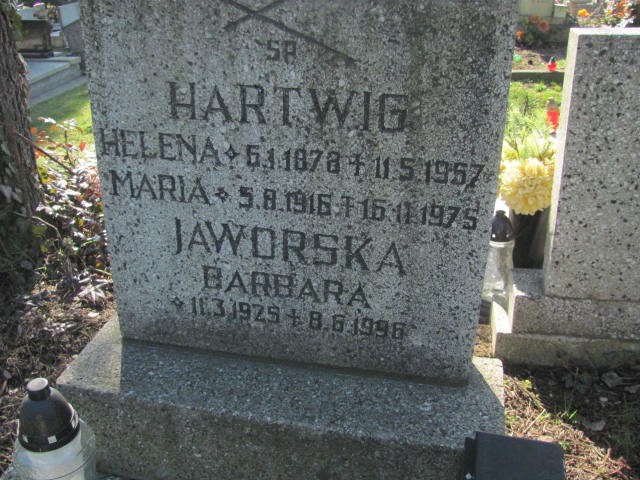 ŚP
HARTWIG
HELENA * 6.1.1878 + 11.5.1957
MARIA * 5.8.1916 + 16.11.1975
JAWORSKA
BARBARA
* 11.3.1925 + 8.6.1996